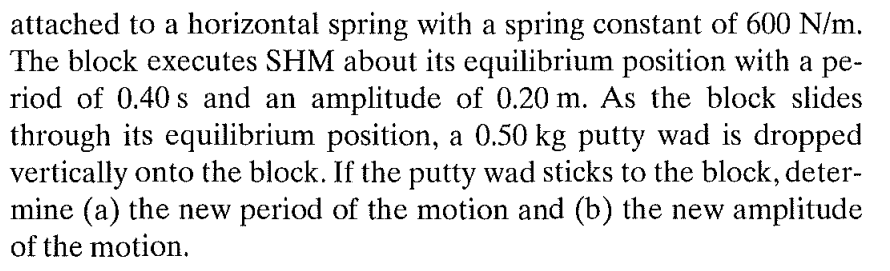 attached to a horizontal spring with a spring constant of 600 N/m.
The block executes SHM about its equilibrium position with a pe-
riod of 0.40 s and an amplitude of 0.20 m. As the block slides
through its equilibrium position, a 0.50 kg putty wad is dropped
vertically onto the block. If the putty wad sticks to the block, deter-
mine (a) the new period of the motion and (b) the new amplitude
of the motion.